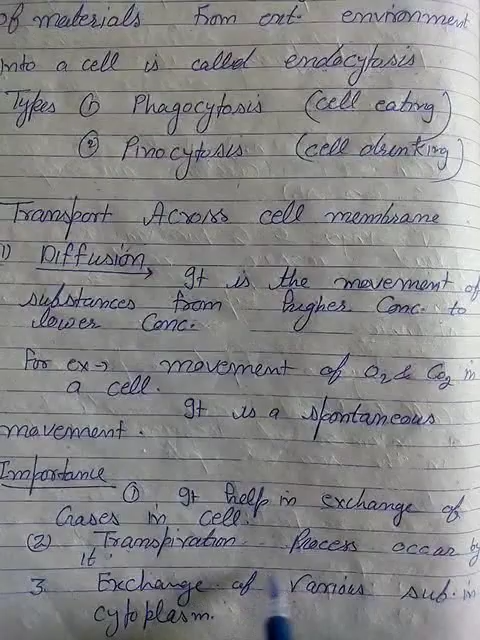 of materials from ext. environment
into a cell is called endocytosis
Types ① Phagocytosis (cell eating)
② Pinocytosis (cell drinking)
Transport Across cell membrane
1) Diffusion → It is the movement of
substances from higher Conc. to
lower Conc.
For ex → movement of O2 & CO2 in
a cell.
It is a spontaneous
movement.
Importance
① It help in exchange of
Gases in cell.
(2) Transpiration Process occur by
it.
3. Exchange of various sub. in
cytoplasm.